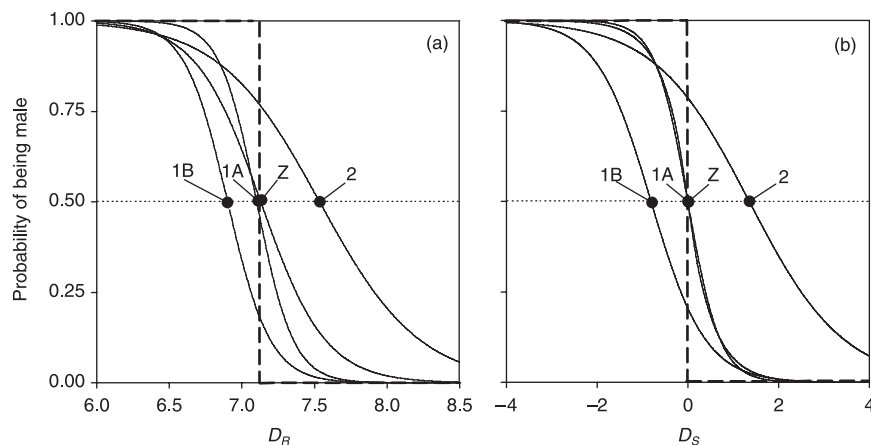 1.00
(a)
(b)
0.75
1B
1A
Z
2
1B
1A
Z
2
0.50
0.25
0.00
Probability of being male
6.0
6.5
7.0
7.5
8.0
8.5
–4
–2
0
2
4
D_R
D_S